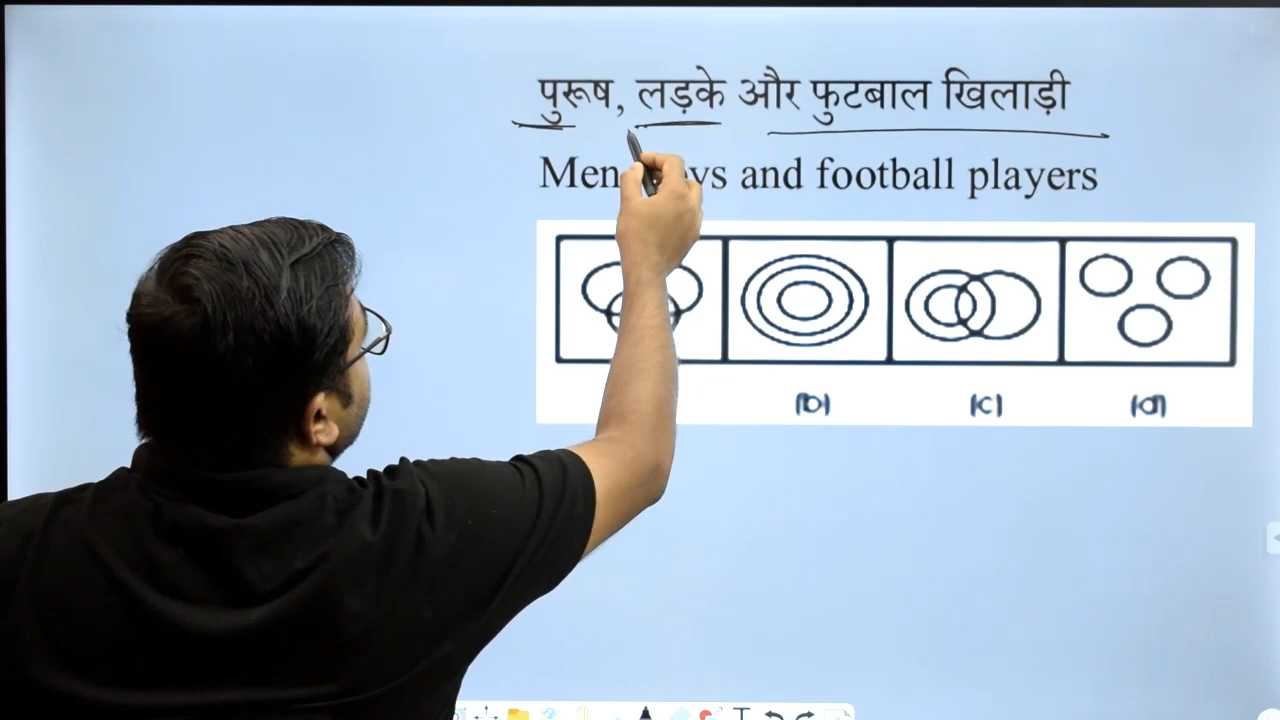 पुरूष, लड़के और फुटबाल खिलाड़ी
Men and football players
(b) (c) (d)